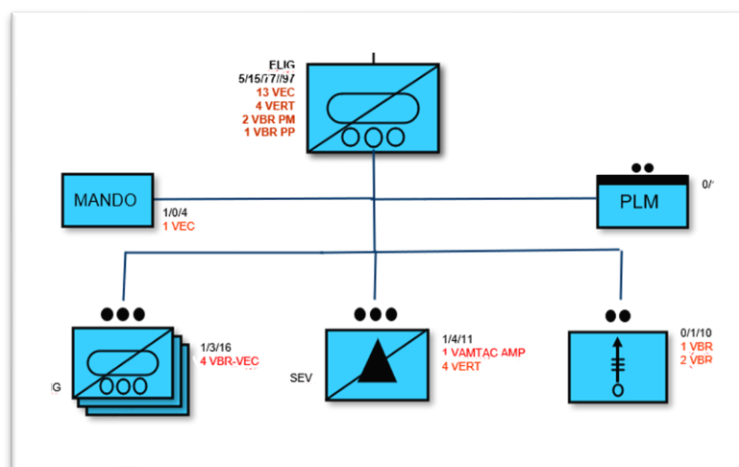 ELIG
5/15/77//97
13 VEC
4 VERT
2 VBR PM
1 VBR PP
MANDO
1/0/4
1 VEC
PLM
0/
1/3/16
4 VBR-VEC
IG
SEV
1/4/11
1 VAMTAC AMP
4 VERT
0/1/10
1 VBR
2 VBR